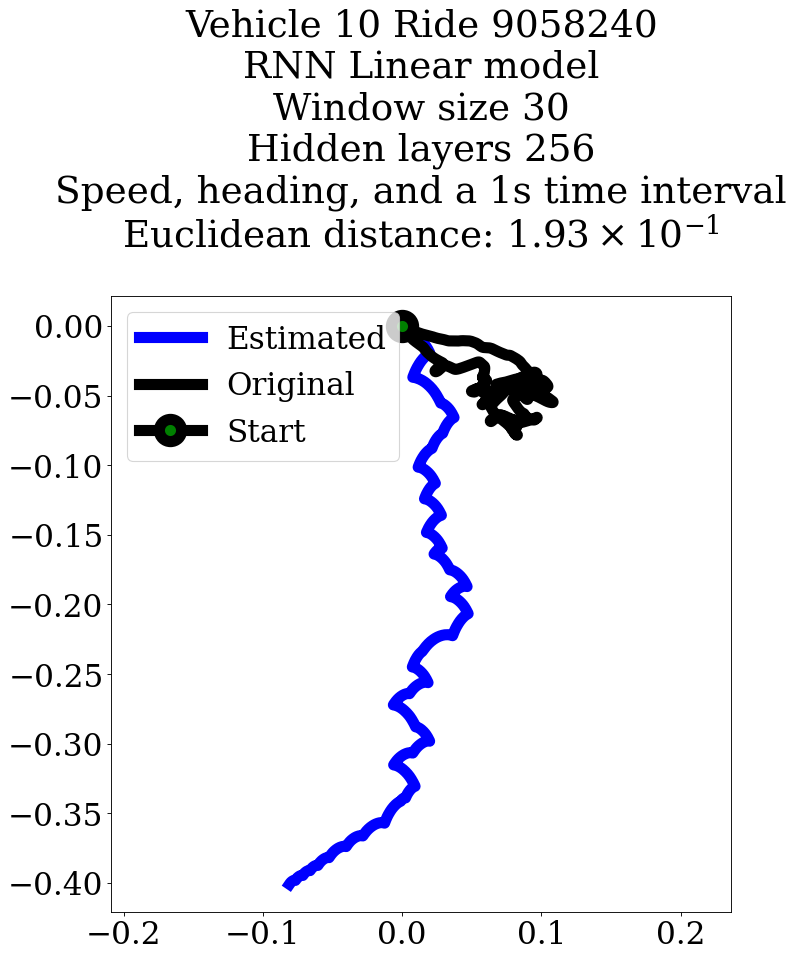 Vehicle 10 Ride 9058240
RNN Linear model
Window size 30
Hidden layers 256
Speed, heading, and a 1s time interval
Euclidean distance: 1.93 × 10⁻¹
Estimated
Original
Start
0.00
−0.05
−0.10
−0.15
−0.20
−0.25
−0.30
−0.35
−0.40
−0.2 −0.1 0.0 0.1 0.2